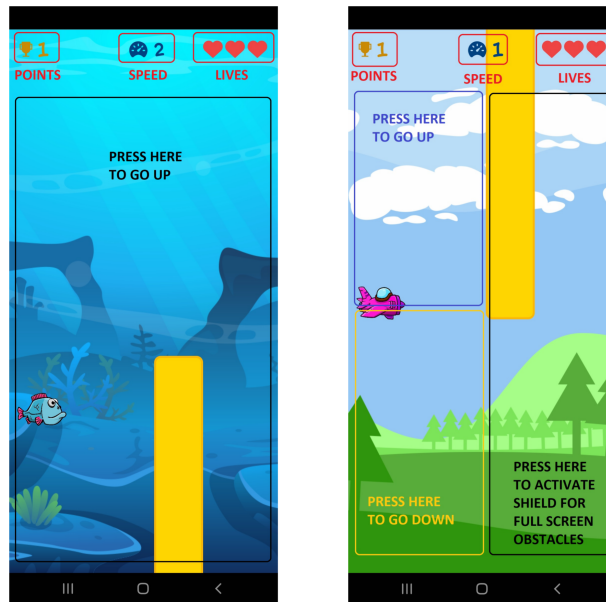 1
2
POINTS
SPEED
LIVES
PRESS HERE
TO GO UP
1
1
POINTS
SPEED
LIVES
PRESS HERE
TO GO UP
PRESS HERE
TO GO DOWN
PRESS HERE
TO ACTIVATE
SHIELD FOR
FULL SCREEN
OBSTACLES